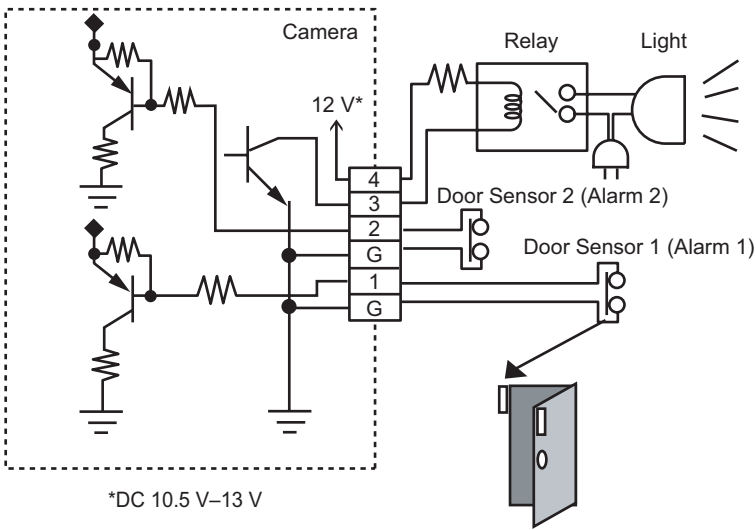 Camera
Relay
Light
12 V*
4
3
2
G
1
G
Door Sensor 2 (Alarm 2)
Door Sensor 1 (Alarm 1)
*DC 10.5 V–13 V